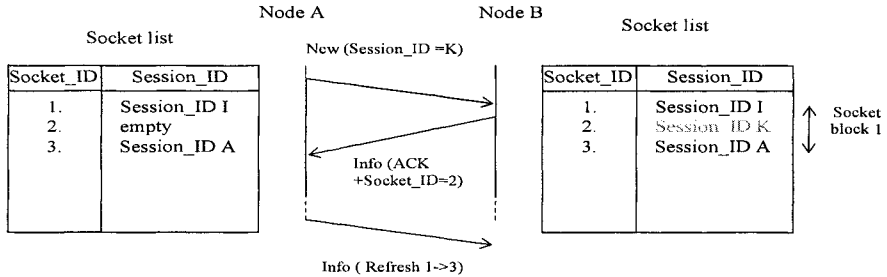 Node A
Node B
Socket list
Socket_ID Session_ID
1. Session_ID I
2. empty
3. Session_ID A
New (Session_ID =K)
Info (ACK
+Socket_ID=2)
Info ( Refresh 1->3)
Socket list
Socket_ID Session_ID
1. Session_ID I
2. Session_ID K
3. Session_ID A
Socket
block 1